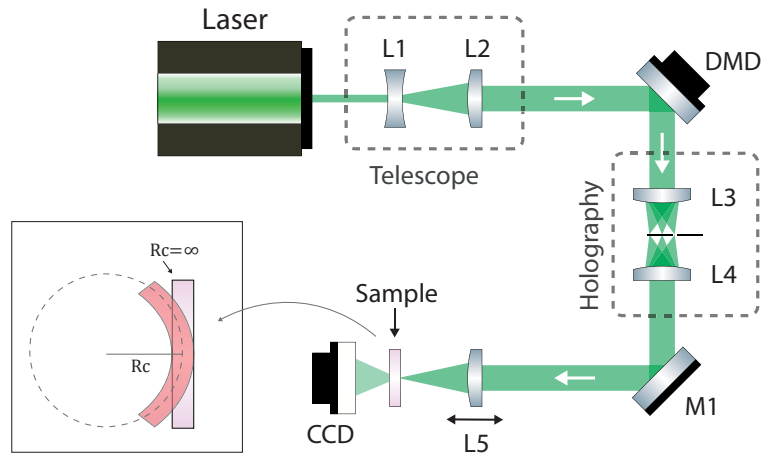 Laser
L1
L2
DMD
Telescope
L3
Holography
L4
Rc=∞
Rc
Sample
CCD
L5
M1